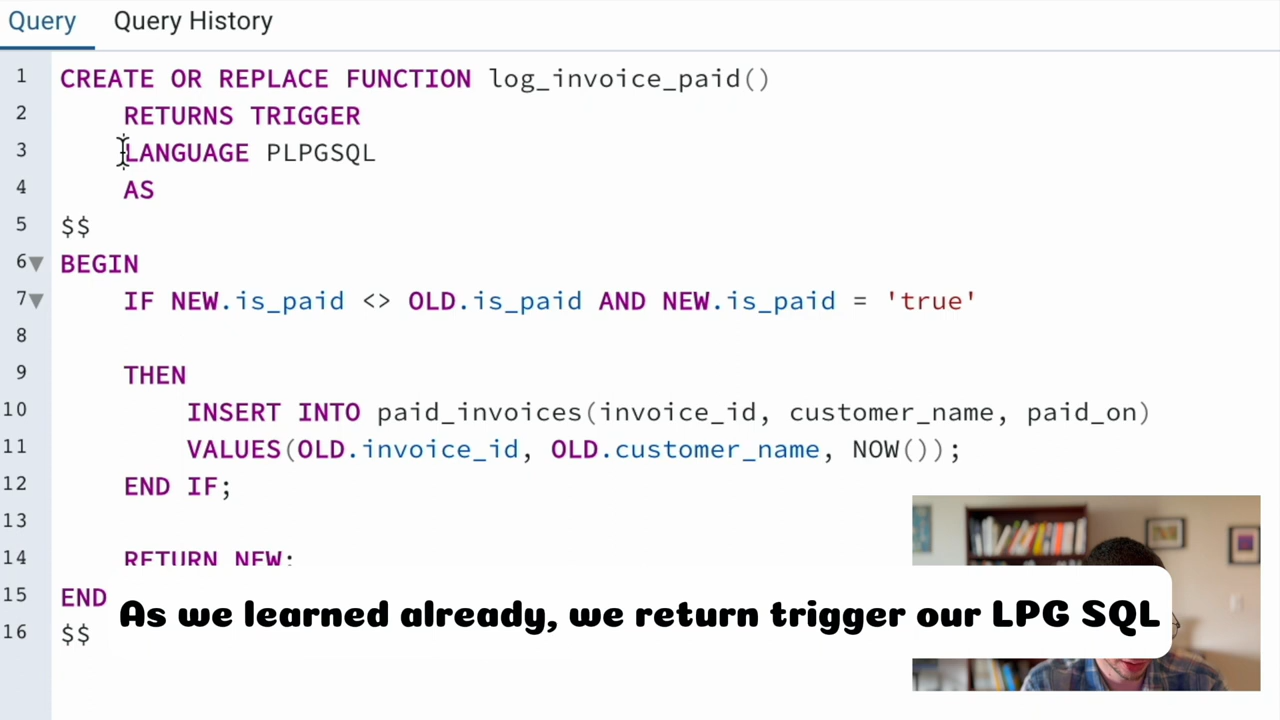 Query Query History
1 CREATE OR REPLACE FUNCTION log_invoice_paid()
2 RETURNS TRIGGER
3 LANGUAGE PLPGSQL
4 AS
5 $$
6 BEGIN
7 IF NEW.is_paid <> OLD.is_paid AND NEW.is_paid = 'true'
8
9 THEN
10 INSERT INTO paid_invoices(invoice_id, customer_name, paid_on)
11 VALUES(OLD.invoice_id, OLD.customer_name, NOW());
12 END IF;
13
14 RETURN NEW;
15 END
16 $$
As we learned already, we return trigger our LPG SQL